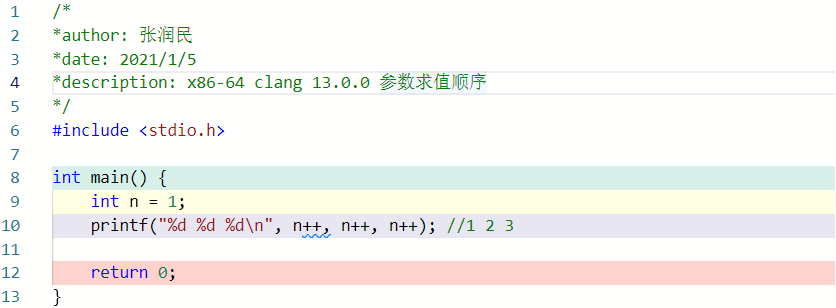 1 /*
2 *author: 张润民
3 *date: 2021/1/5
4 *description: x86-64 clang 13.0.0 参数求值顺序
5 */
6 #include <stdio.h>
7
8 int main() {
9     int n = 1;
10     printf("%d %d %d\n", n++, n++, n++); //1 2 3
11
12     return 0;
13 }